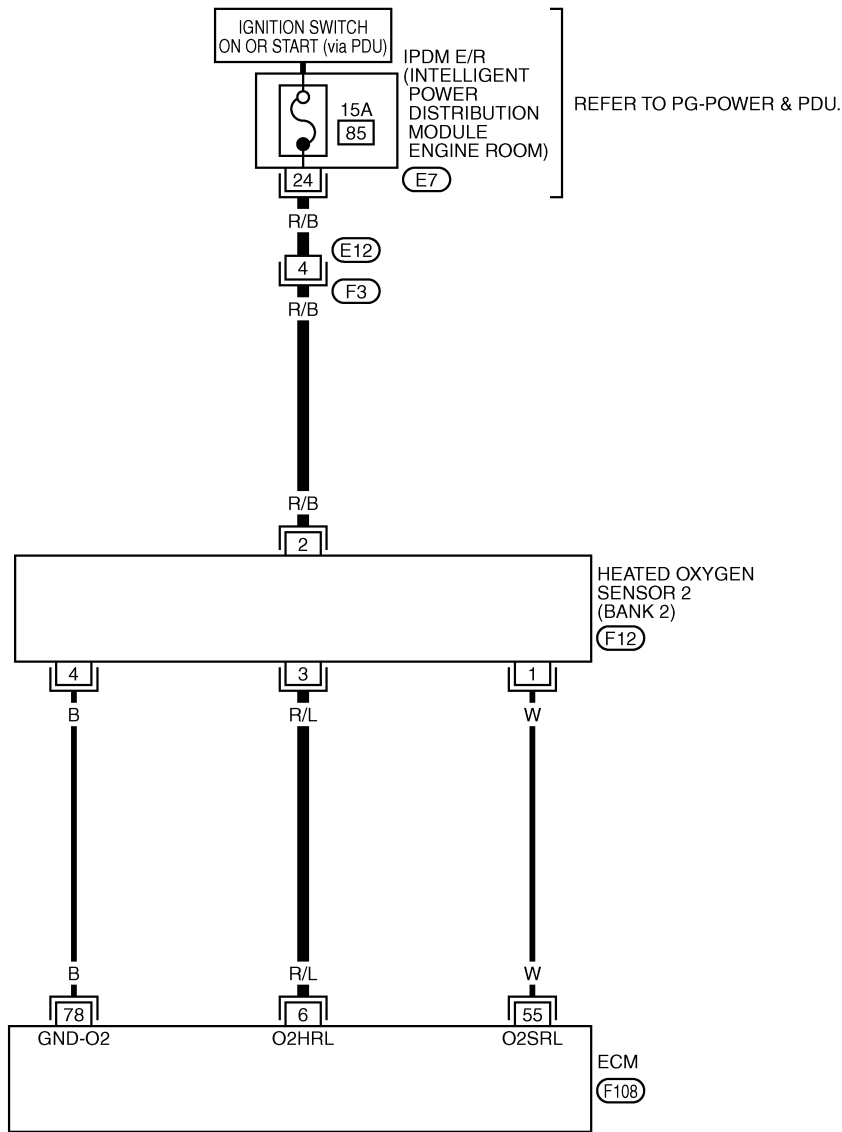 IGNITION SWITCH
ON OR START (via PDU)
IPDM E/R
(INTELLIGENT
POWER
DISTRIBUTION
MODULE
ENGINE ROOM)
REFER TO PG-POWER & PDU.
15A
85
24
E7
R/B
E12
4
F3
R/B
R/B
2
HEATED OXYGEN
SENSOR 2
(BANK 2)
F12
4 3 1
B R/L W
B R/L W
78 6 55
GND-O2 O2HRL O2SRL
ECM
F108